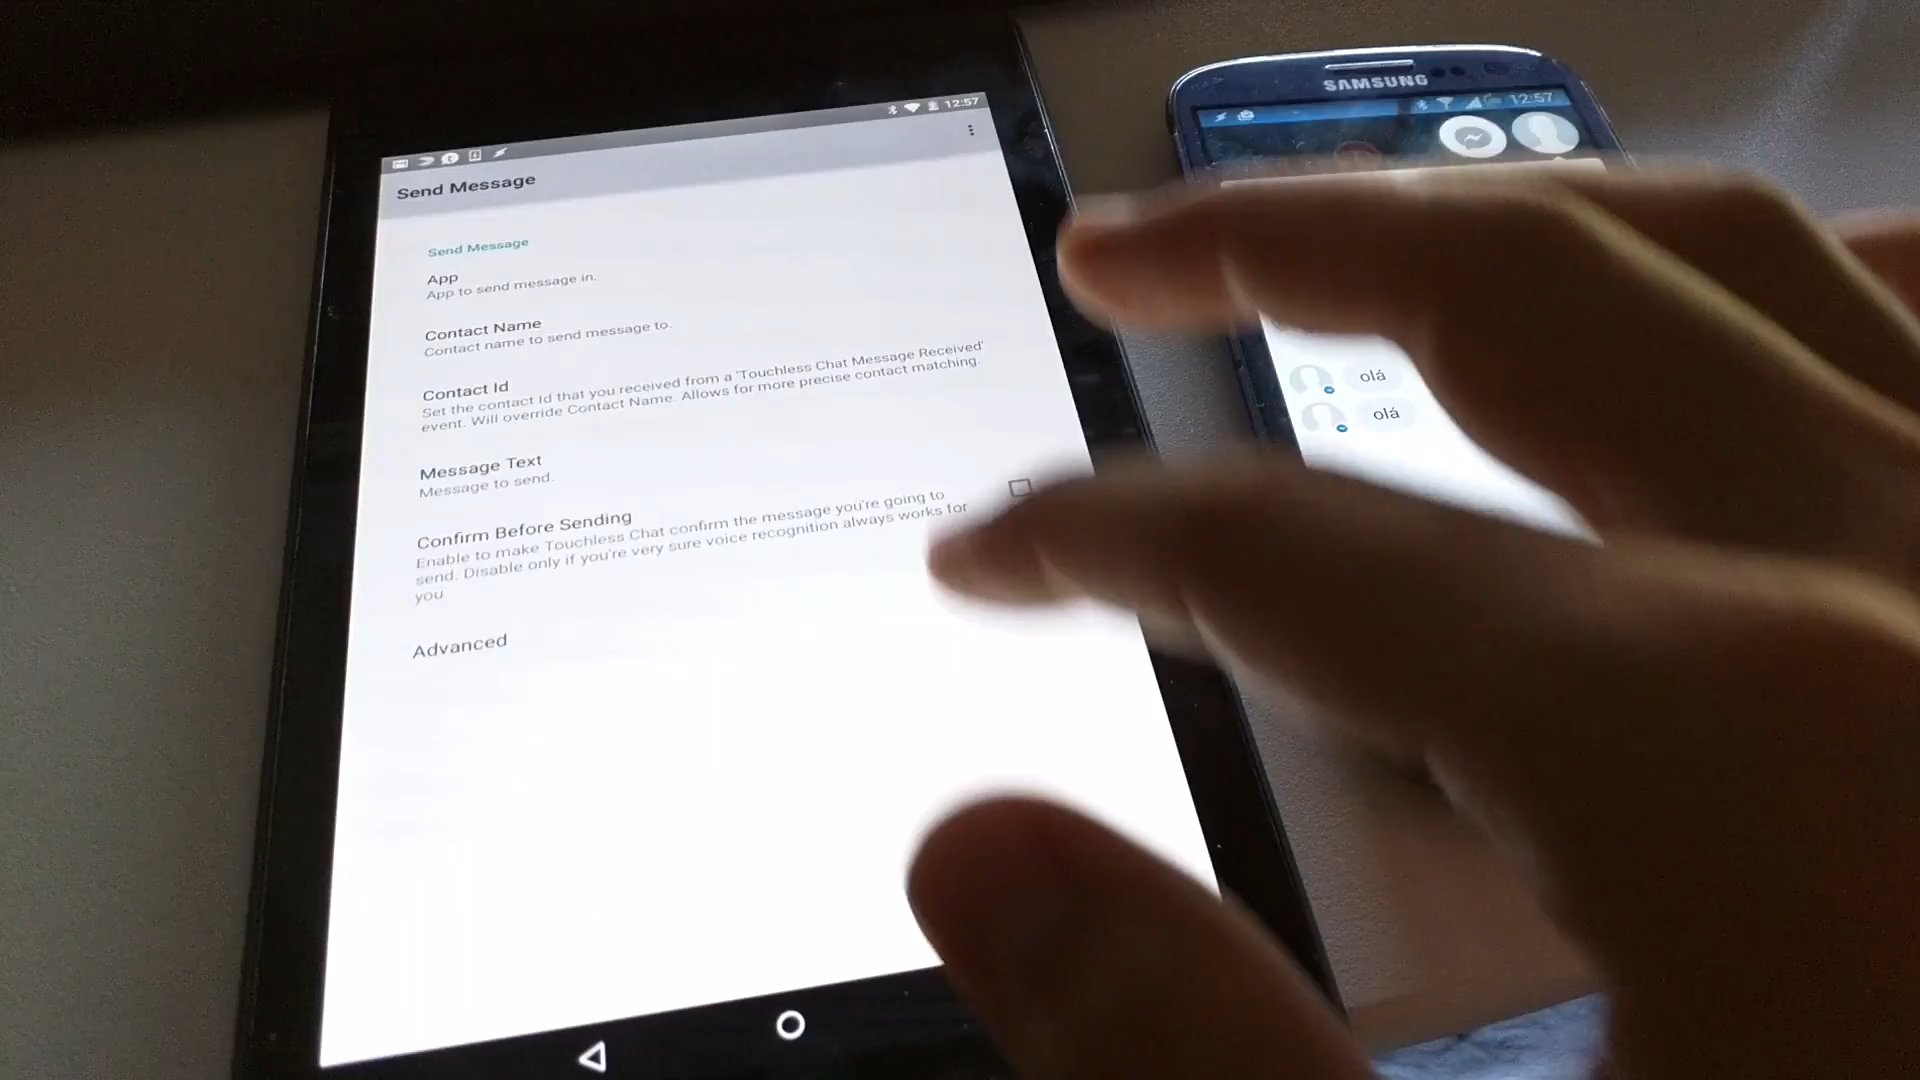 12:57
Send Message
Send Message
App
App to send message in.
Contact Name
Contact name to send message to.
Contact Id
Set the contact Id that you received from a 'Touchless Chat Message Received'
event. Will override Contact Name. Allows for more precise contact matching.
Message Text
Message to send.
Confirm Before Sending
Enable to make Touchless Chat confirm the message you're going to
send. Disable only if you're very sure voice recognition always works for
you.
Advanced
SAMSUNG
12:57
olá
olá